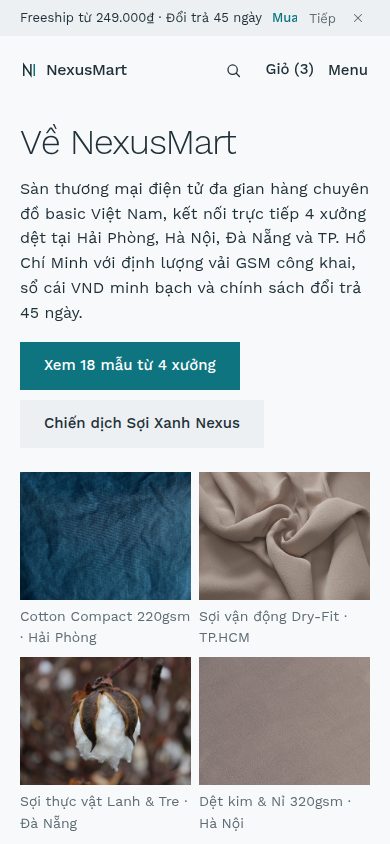 Freeship từ 249.000₫ · Đổi trả 45 ngày Mua Tiếp ×
NexusMart Giỏ (3) Menu
Về NexusMart
Sàn thương mại điện tử đa gian hàng chuyên
đồ basic Việt Nam, kết nối trực tiếp 4 xưởng
dệt tại Hải Phòng, Hà Nội, Đà Nẵng và TP. Hồ
Chí Minh với định lượng vải GSM công khai,
sổ cái VND minh bạch và chính sách đổi trả
45 ngày.
Xem 18 mẫu từ 4 xưởng
Chiến dịch Sợi Xanh Nexus
Cotton Compact 220gsm
· Hải Phòng
Sợi vận động Dry-Fit ·
TP.HCM
Sợi thực vật Lanh & Tre ·
Đà Nẵng
Dệt kim & Nỉ 320gsm ·
Hà Nội